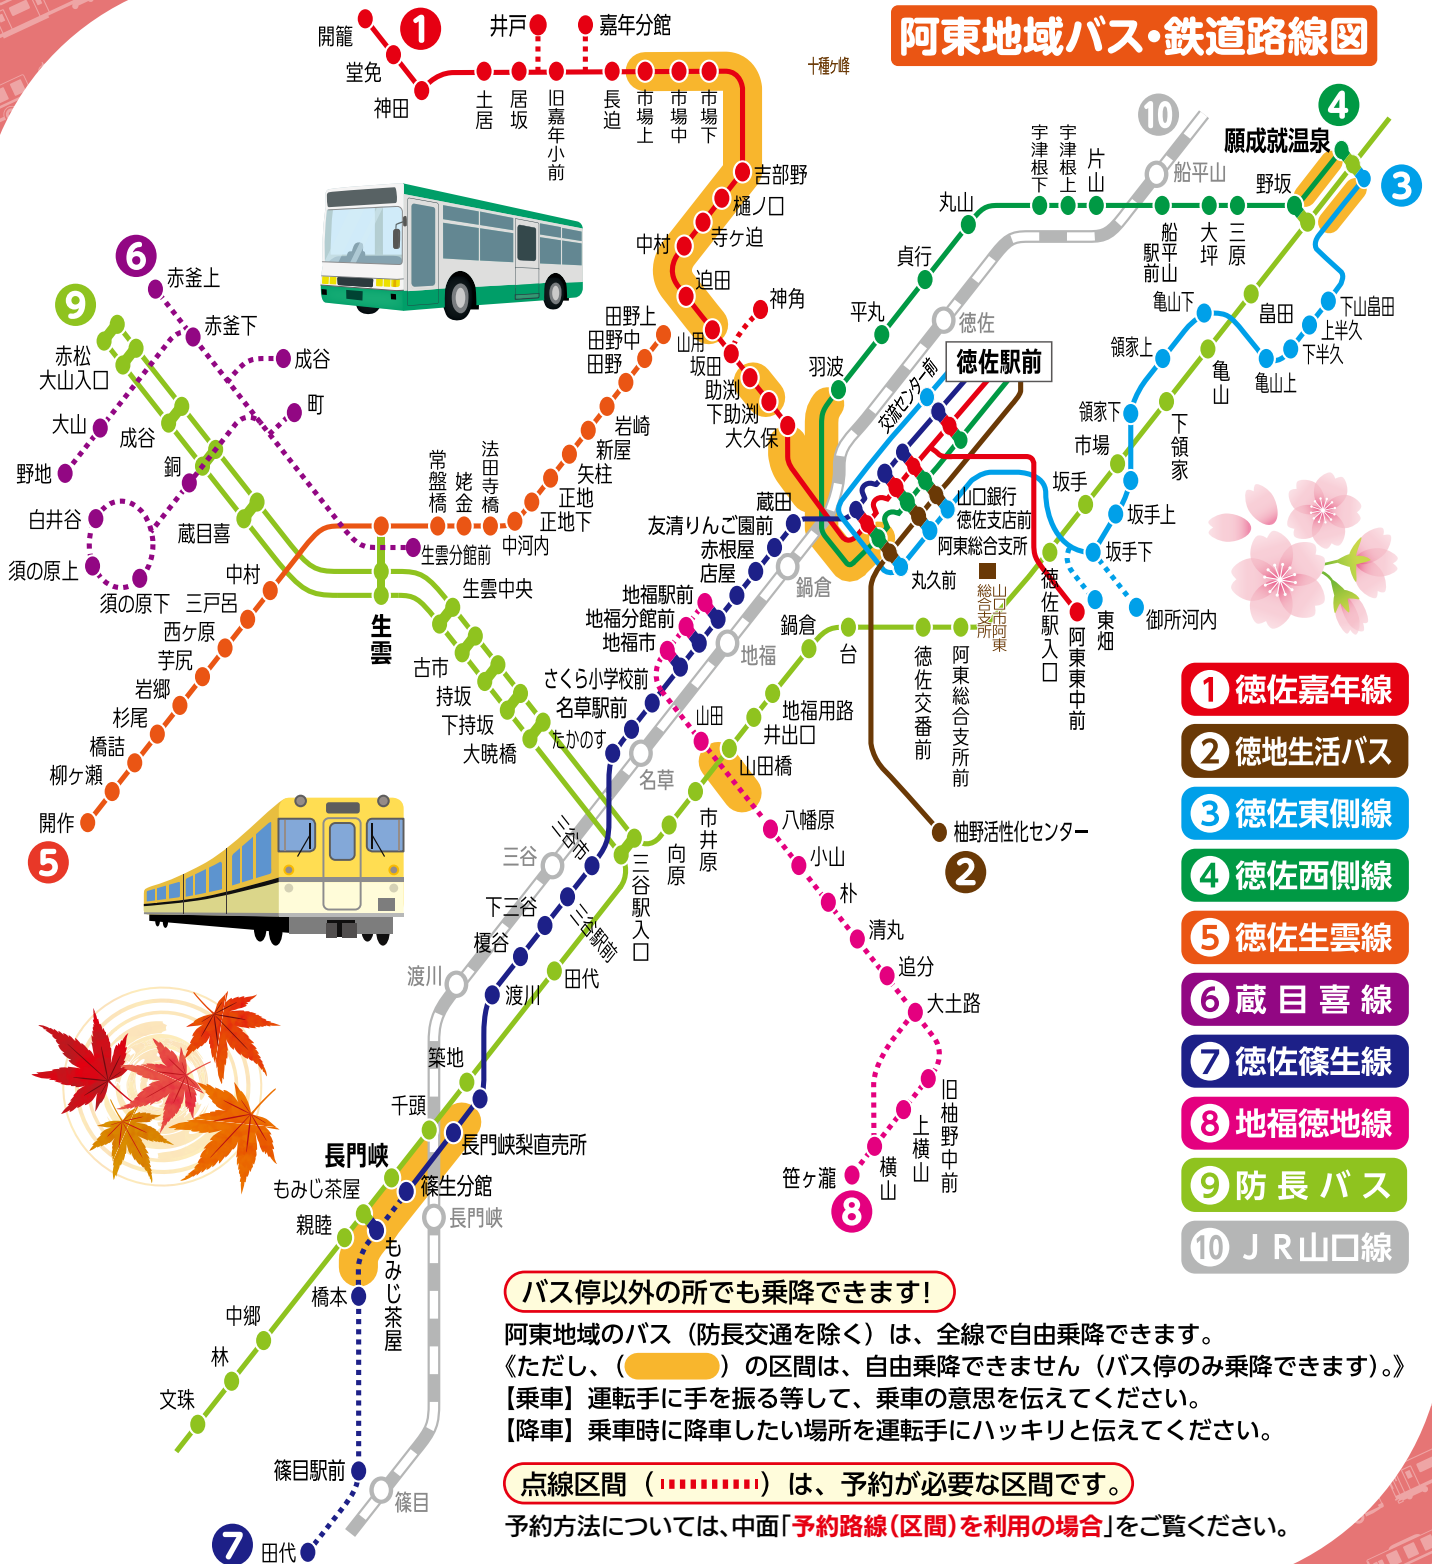 阿東地域バス・鉄道路線図
1
開籠
堂免
神田
井戸
嘉年分館
土居
居坂
旧嘉年小前
長迫
市場上
市場中
市場下
十種ヶ峰
吉部野
樋ノ口
寺ヶ迫
中村
迫田
神角
山用
坂田
助渕
下助渕
大久保
10
船平山
徳佐
鍋倉
地福
名草
三谷
渡川
長門峡
篠目
4
願成就温泉
野坂
三原
大坪
船平山駅前
片山
宇津根上
宇津根下
丸山
貞行
平丸
羽波
3
下山畠田
上半久
下半久
亀山上
亀山下
領家上
領家下
坂手上
坂手下
東畑
御所河内
畠田
亀山
下領家
市場
坂手
徳佐駅入口
徳佐駅前
交流センター前
山口銀行徳佐支店前
阿東総合支所
丸久前
山口市阿東総合支所
阿東東中前
6
赤釜上
赤釜下
成谷
町
大山
野地
銅
白井谷
須の原上
須の原下
生雲分館前
9
赤松
大山入口
成谷
蔵目喜
生雲
生雲中央
古市
持坂
下持坂
大暁橋
田野上
田野中
田野
岩崎
新屋
矢柱
正地
正地下
中河内
法田寺橋
姥金
常盤橋
中村
三戸呂
西ケ原
芋尻
岩郷
杉尾
橋詰
柳ヶ瀬
開作
5
蔵田
友清りんご園前
赤根屋
店屋
地福駅前
地福分館前
地福市
さくら小学校前
名草駅前
たかのす
三谷市
三谷駅前
下三谷
榎谷
渡川
鍋倉
台
徳佐交番前
阿東総合支所前
地福用路
井出口
山田
山田橋
市井原
向原
三谷駅入口
田代
築地
千頭
長門峡
もみじ茶屋
親睦
中郷
林
文珠
長門峡梨直売所
篠生分館
もみじ茶屋
橋本
篠目駅前
7
田代
八幡原
小山
朴
清丸
追分
大土路
旧柚野中前
上横山
横山
笹ヶ瀧
8
柚野活性化センター
2
1 徳佐嘉年線
2 徳地生活バス
3 徳佐東側線
4 徳佐西側線
5 徳佐生雲線
6 蔵目喜線
7 徳佐篠生線
8 地福徳地線
9 防長バス
10 JR山口線
バス停以外の所でも乗降できます!
阿東地域のバス（防長交通を除く）は、全線で自由乗降できます。
《ただし、（　　　）の区間は、自由乗降できません（バス停のみ乗降できます）。》
【乗車】運転手に手を振る等して、乗車の意思を伝えてください。
【降車】乗車時に降車したい場所を運転手にハッキリと伝えてください。
点線区間（　　　）は、予約が必要な区間です。
予約方法については、中面「予約路線（区間）を利用の場合」をご覧ください。